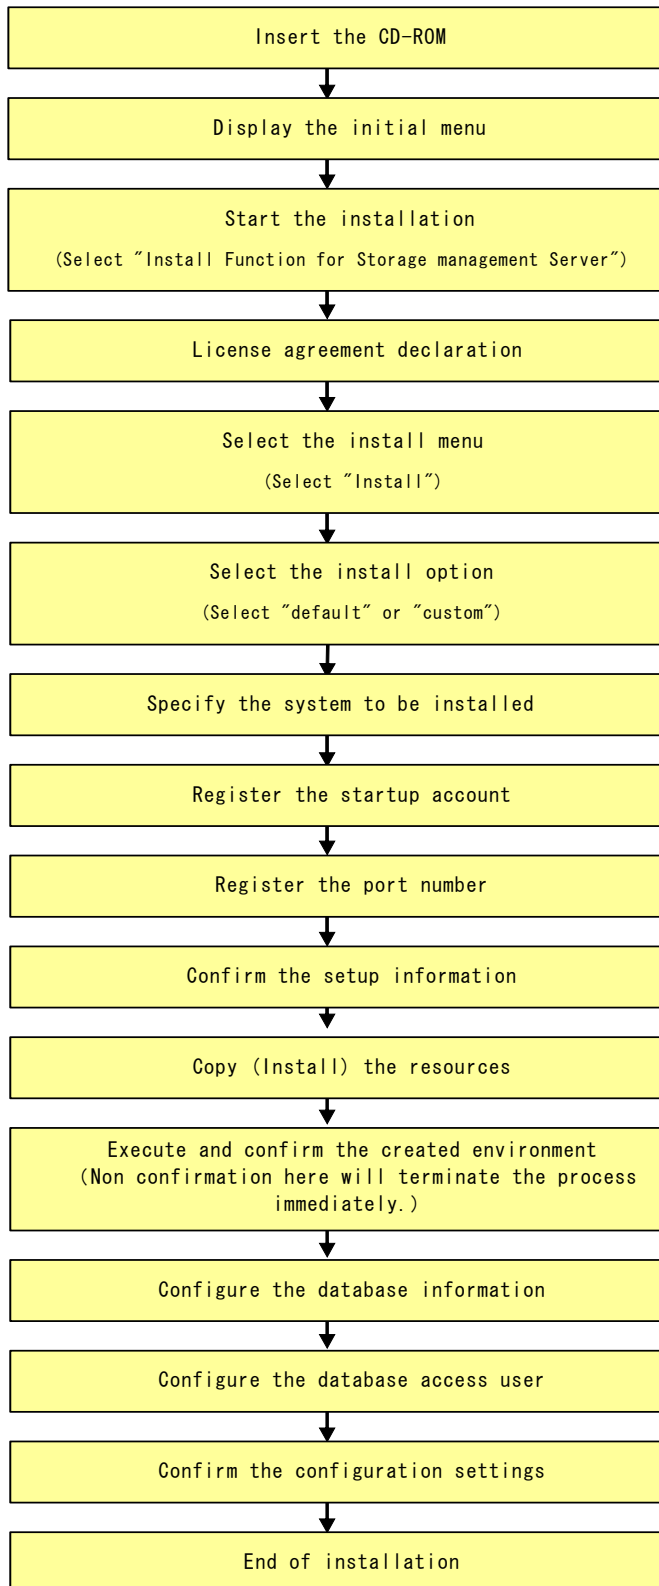 Insert the CD-ROM
Display the initial menu
Start the installation
(Select "Install Function for Storage management Server")
License agreement declaration
Select the install menu
(Select "Install")
Select the install option
(Select "default" or "custom")
Specify the system to be installed
Register the startup account
Register the port number
Confirm the setup information
Copy (Install) the resources
Execute and confirm the created environment
(Non confirmation here will terminate the process
immediately.)
Configure the database information
Configure the database access user
Confirm the configuration settings
End of installation